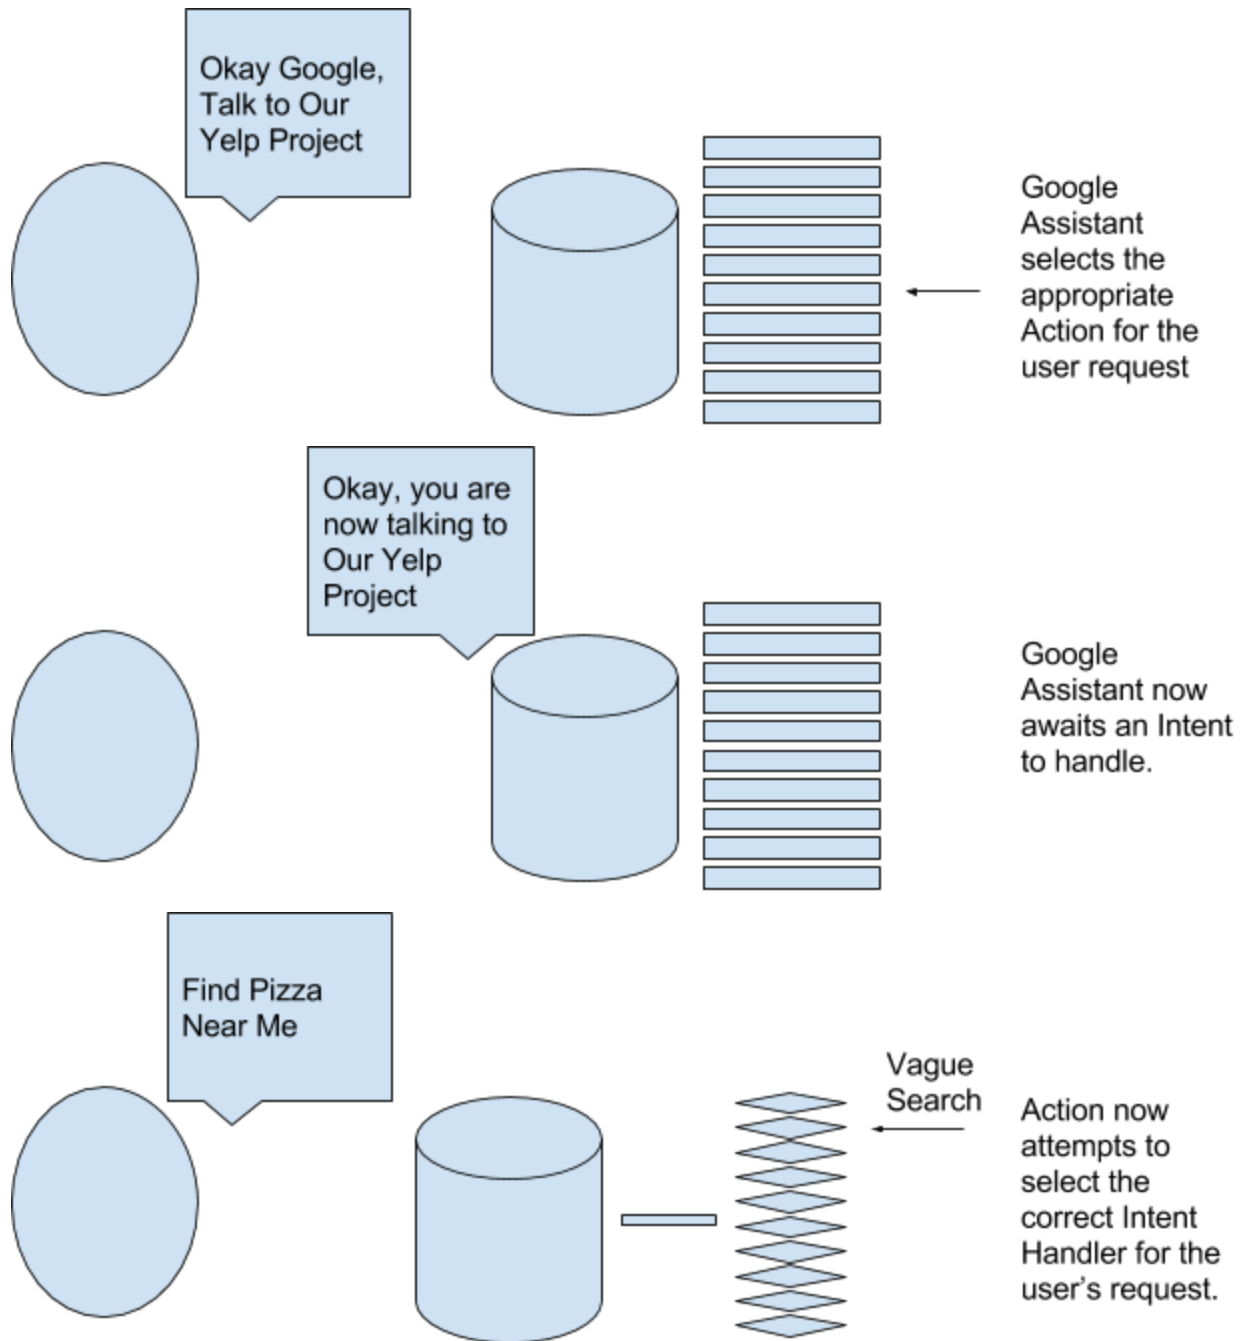 Okay Google,
Talk to Our
Yelp Project
Google
Assistant
selects the
appropriate
Action for the
user request
Okay, you are
now talking to
Our Yelp
Project
Google
Assistant now
awaits an Intent
to handle.
Find Pizza
Near Me
Vague
Search
Action now
attempts to
select the
correct Intent
Handler for the
user's request.